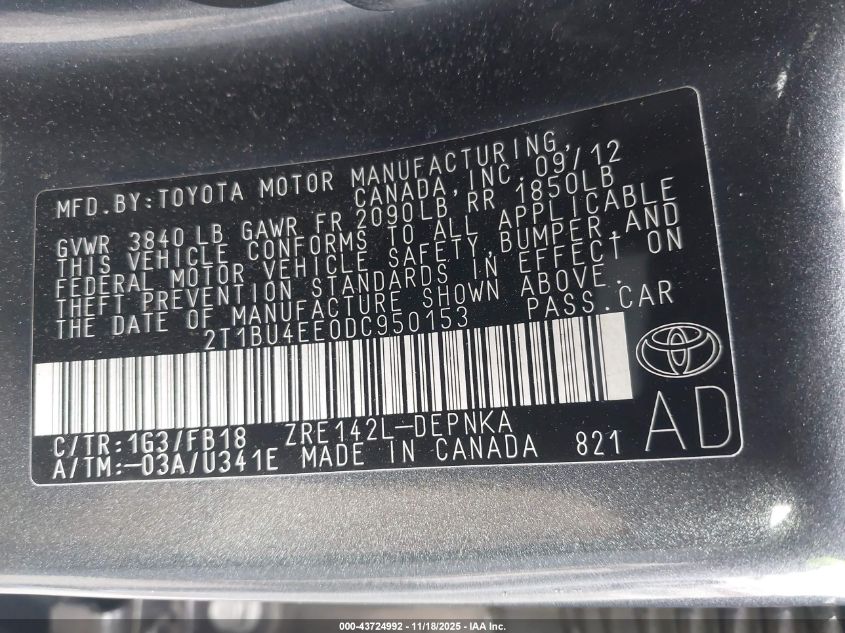 MFD.BY:TOYOTA MOTOR MANUFACTURING,
CANADA, INC. 09/12
GVWR 3840 LB GAWR FR 2090LB, RR 1850LB
THIS VEHICLE CONFORMS TO ALL APPLICABLE
FEDERAL MOTOR VEHICLE SAFETY, BUMPER, AND
THEFT PREVENTION STANDARDS IN EFFECT ON
THE DATE OF MANUFACTURE SHOWN ABOVE.
2T1BU4EE0DC950153 PASS.CAR
C/TR:1G3/FB18 ZRE142L-DEPNKA
A/TM:-03A/U341E MADE IN CANADA 821
AD
000-43724992 - 11/18/2025 - IAA Inc.